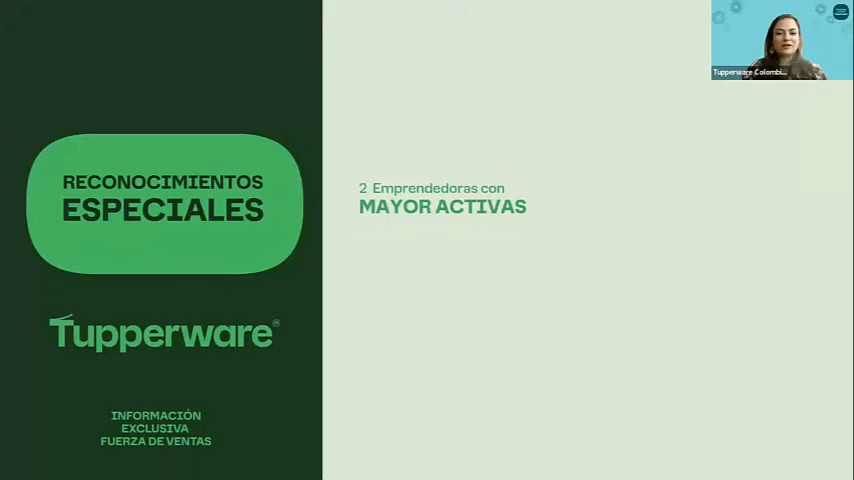 RECONOCIMIENTOS
ESPECIALES
Tupperware®
INFORMACIÓN
EXCLUSIVA
FUERZA DE VENTAS
2 Emprendedoras con
MAYOR ACTIVAS
Tupperware Colombi...